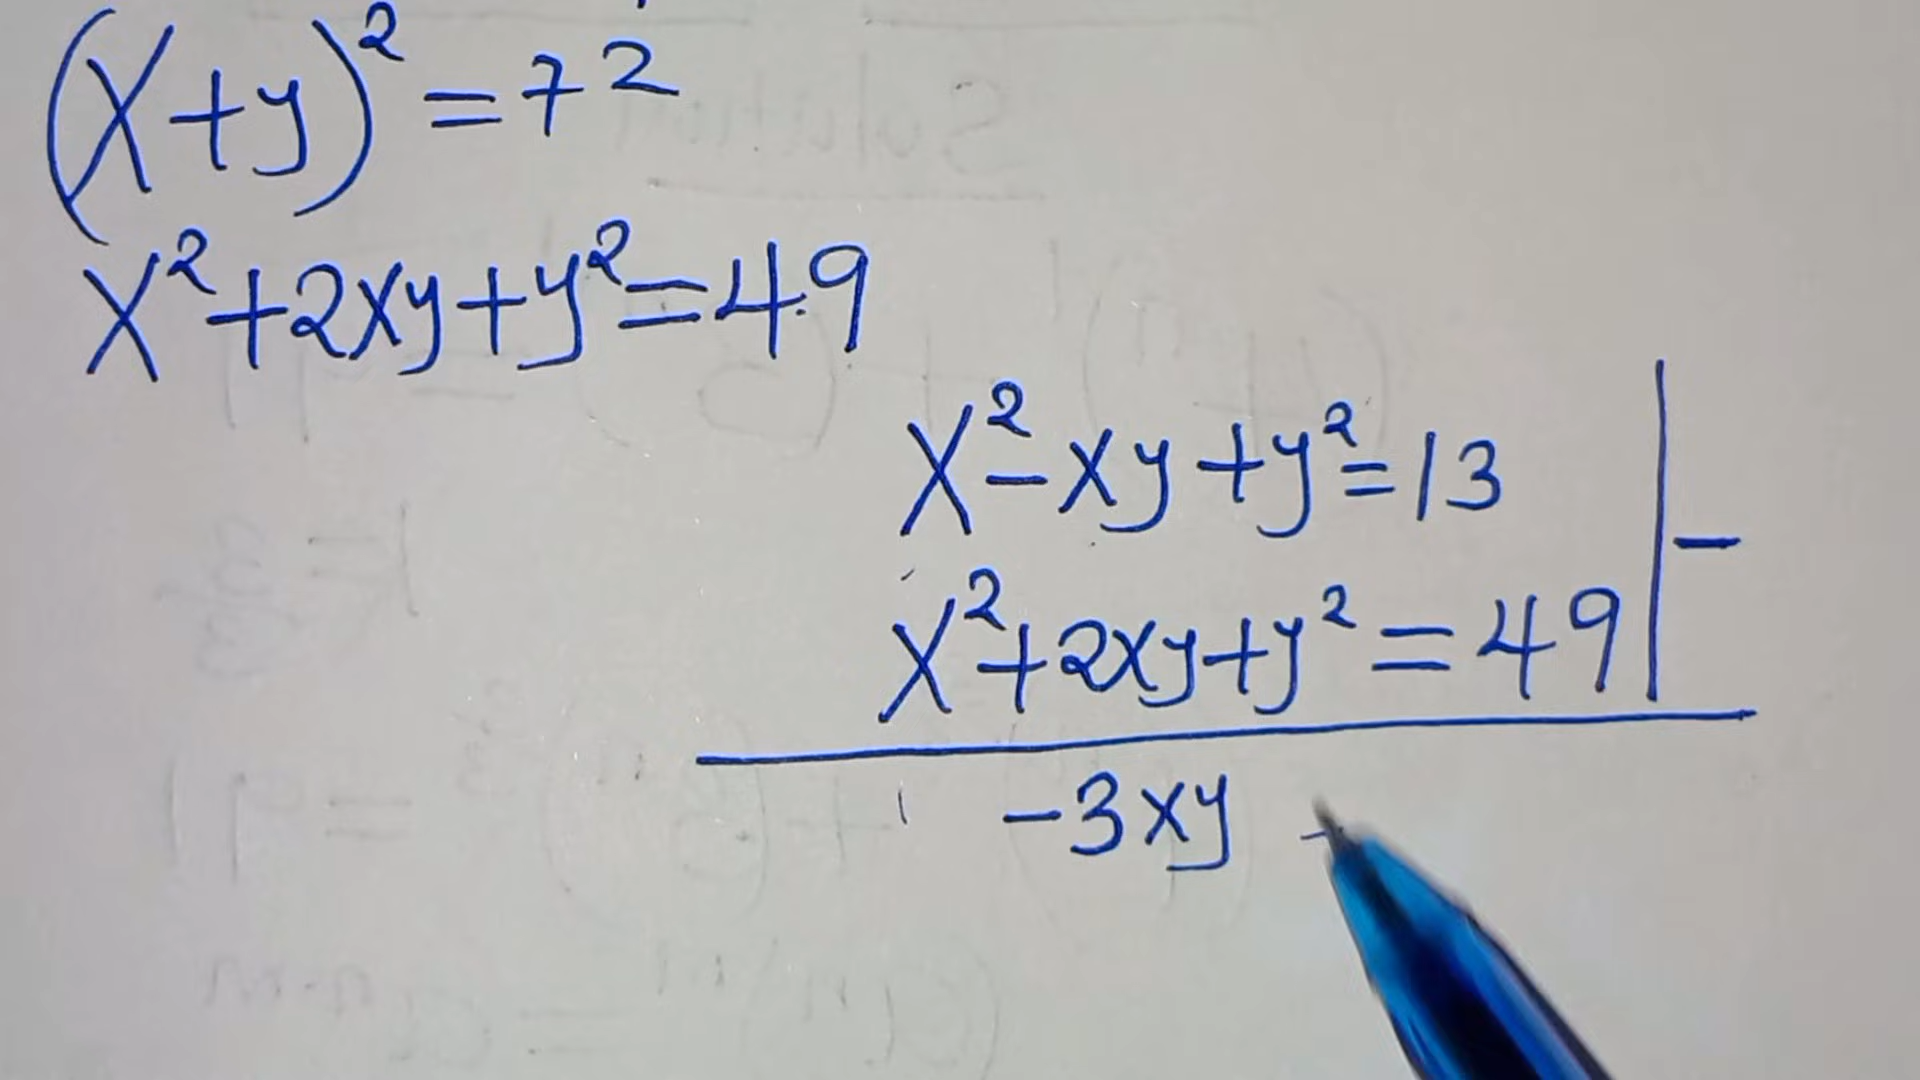 (x+y)² = 7²
x²+2xy+y²=49
x²-xy+y²=13
-
x²+2xy+y²=49
-3xy